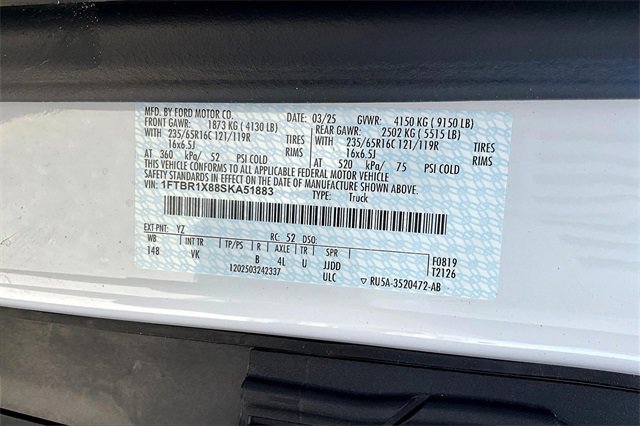 MFD. BY FORD MOTOR CO. DATE: 03/25 GVWR: 4150 KG ( 9150 LB)
FRONT GAWR: 1873 KG ( 4130 LB) REAR GAWR: 2502 KG ( 5515 LB)
WITH 235/65R16C 121/119R TIRES WITH 235/65R16C 121/119R TIRES
16x6.5J RIMS 16x6.5J RIMS
AT 360 kPa/ 52 PSI COLD AT 520 kPa/ 75 PSI COLD
THIS VEHICLE CONFORMS TO ALL APPLICABLE FEDERAL MOTOR VEHICLE
SAFETY STANDARDS IN EFFECT ON THE DATE OF MANUFACTURE SHOWN ABOVE.
VIN: 1FTBR1X88SKA51883 TYPE: Truck
EXT PNT: YZ RC: 52 DSO:
WB INT TR TP/PS R AXLE TR SPR F0819
148 VK B 4L U JJDD T2126
1202503242337 ULC ▽ RU5A-3520472-AB